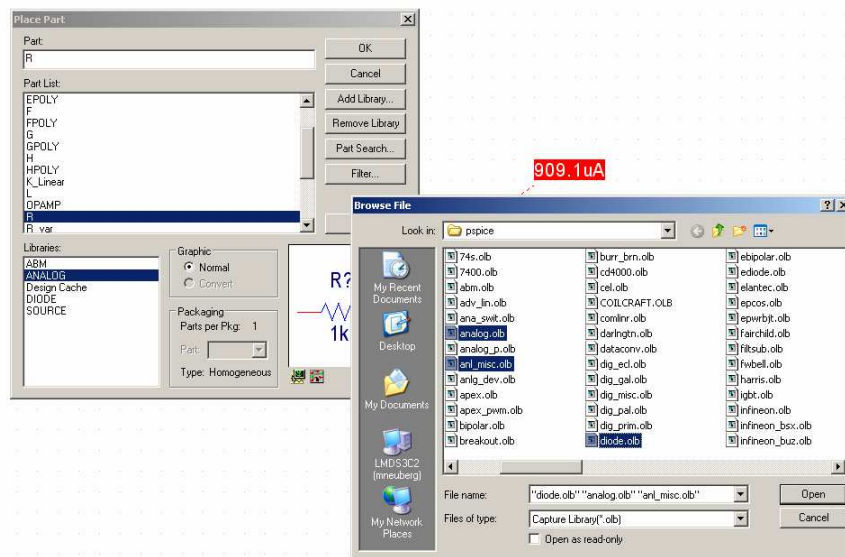 Place Part
Part:
R
OK
Cancel
Part List:
EPOLY
F
FPOLY
G
GPOLY
H
HPOLY
K_Linear
L
OPAMP
R
R_var
Add Library...
Remove Library
Part Search...
Filter...
Libraries:
ABM
ANALOG
Design Cache
DIODE
SOURCE
Graphic
Normal
Convert
Packaging
Parts per Pkg: 1
Part:
Type: Homogeneous
R?
1k
909.1uA
Browse File
Look in: pspice
My Recent Documents
Desktop
My Documents
LMDS3C2 (mneuberg)
My Network Places
74s.olb
7400.olb
abm.olb
adv_lin.olb
ana_swit.olb
analog.olb
analog_p.olb
anl_misc.olb
anlg_dev.olb
apex.olb
apex_pwm.olb
bipolar.olb
breakout.olb
burr_brn.olb
cd4000.olb
cel.olb
COILCRAFT.OLB
comlinr.olb
darlngtn.olb
dataconv.olb
dig_ecl.olb
dig_gal.olb
dig_misc.olb
dig_pal.olb
dig_prim.olb
diode.olb
ebipolar.olb
ediode.olb
elantec.olb
epcos.olb
epwrbjt.olb
fairchild.olb
filtsub.olb
fwbell.olb
harris.olb
igbt.olb
infineon.olb
infineon_bsx.olb
infineon_buz.olb
File name: "diode.olb" "analog.olb" "anl_misc.olb"
Open
Files of type: Capture Library(*.olb)
Cancel
Open as read-only